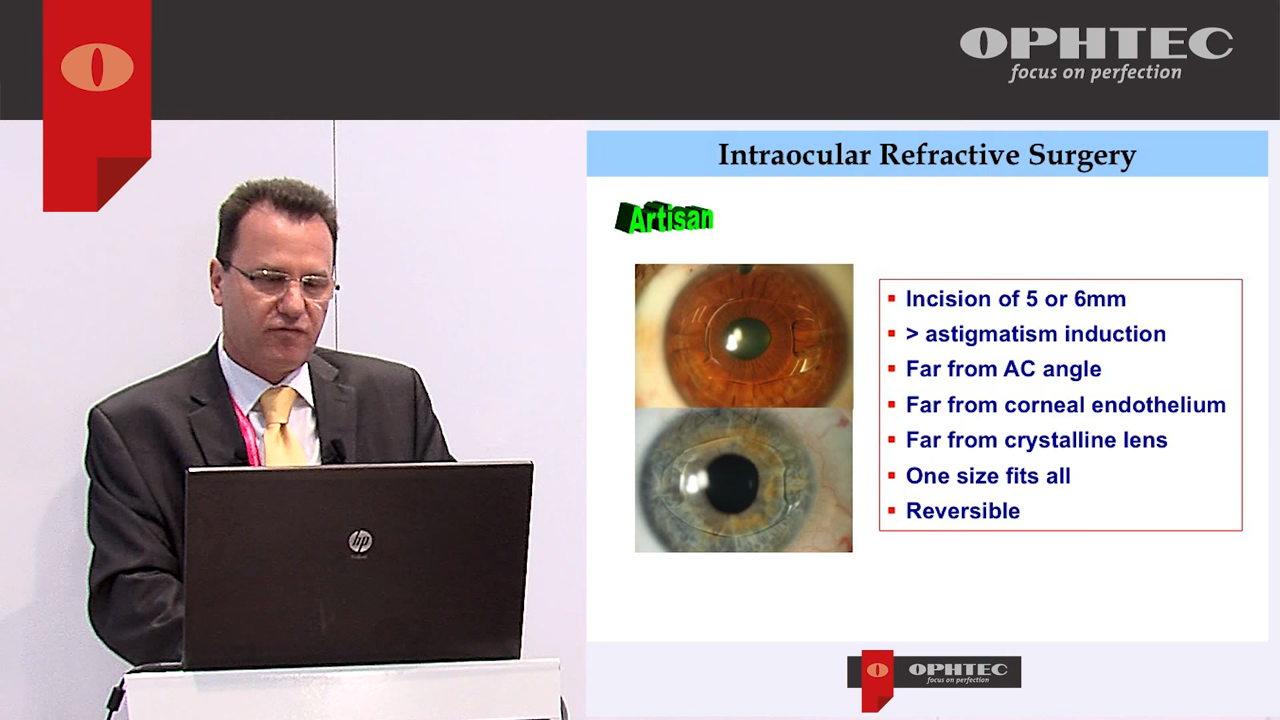 OPHTEC
focus on perfection
Intraocular Refractive Surgery
Artisan
Incision of 5 or 6mm
> astigmatism induction
Far from AC angle
Far from corneal endothelium
Far from crystalline lens
One size fits all
Reversible
hp
OPHTEC
focus on perfection